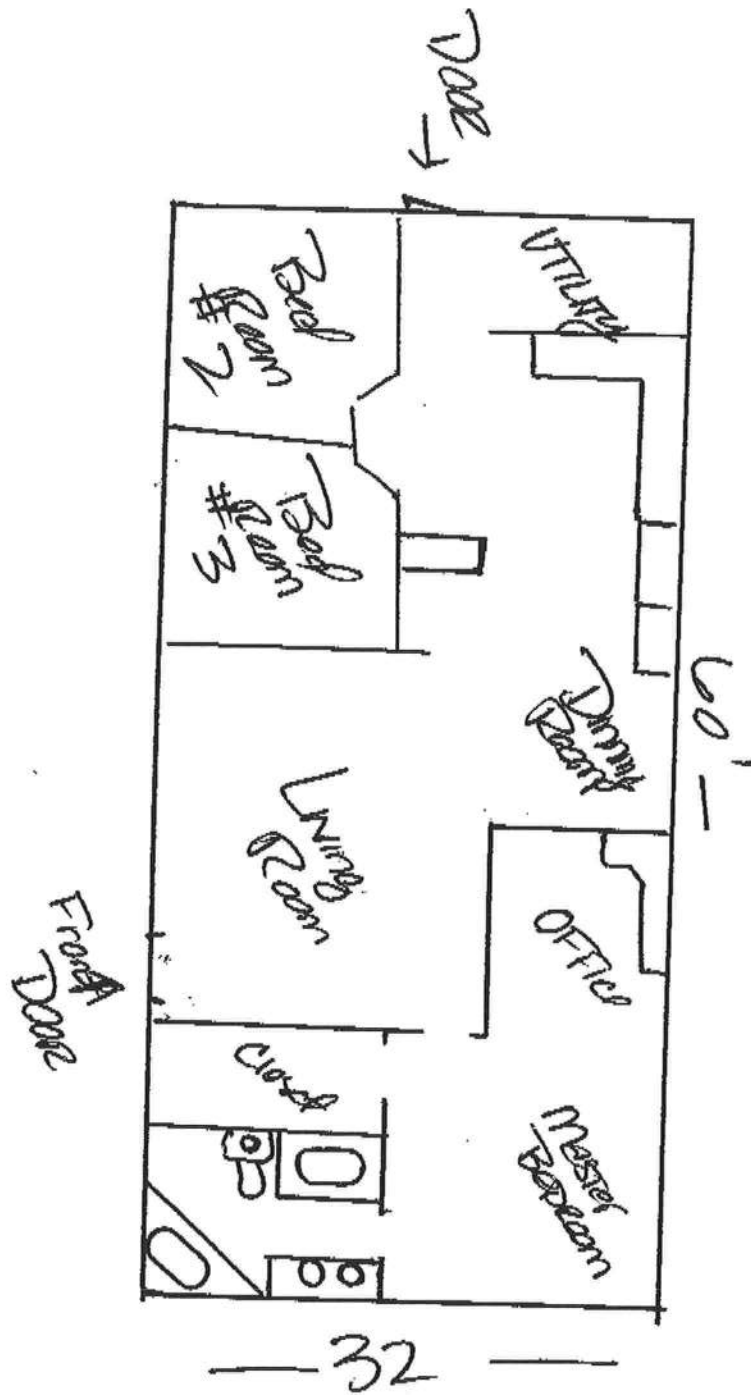 Door
UTILITY
Bed
Room
# 2
Bed
Room
# 3
60'
Dinning
Room
Living
Room
OFFICE
Front
Door
Closet
Master
Bedroom
32